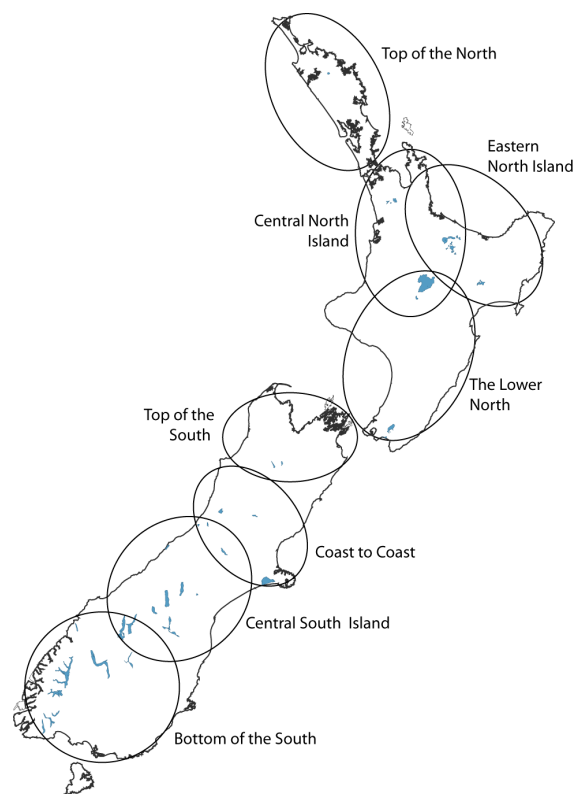 Top of the North
Eastern
North Island
Central North
Island
The Lower
North
Top of the
South
Coast to Coast
Central South  Island
Bottom of the South